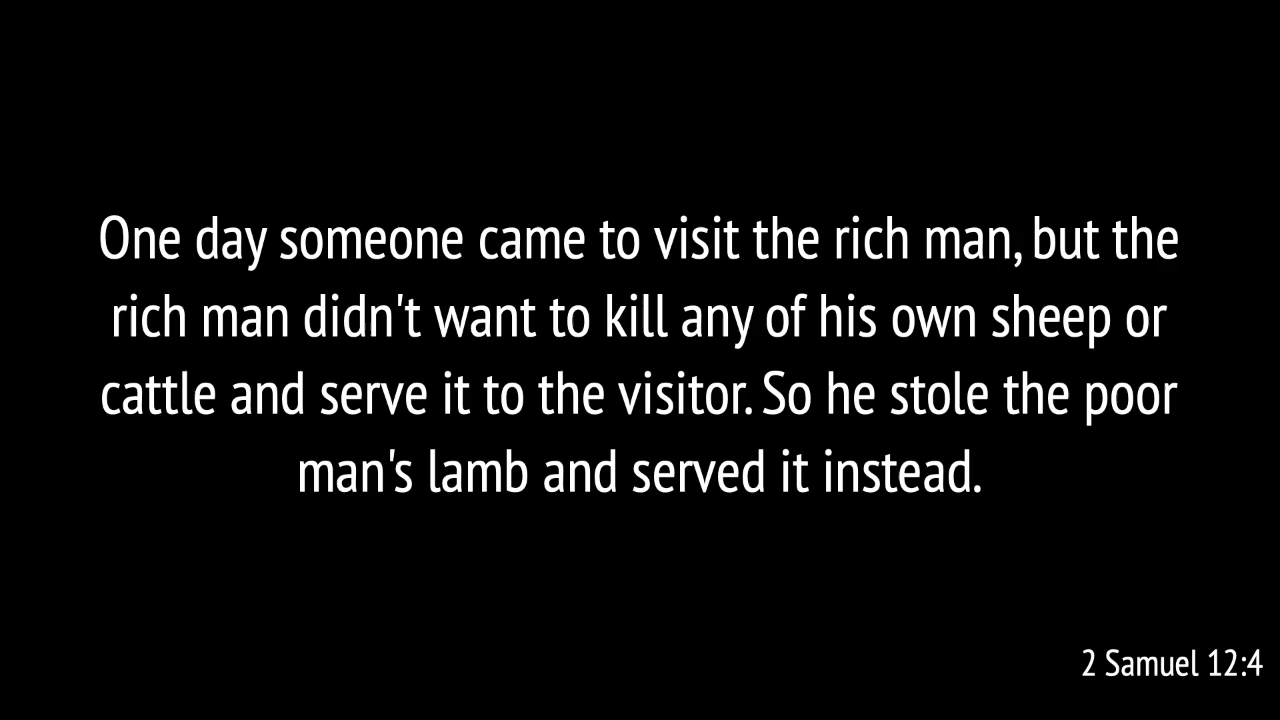 One day someone came to visit the rich man, but the
rich man didn't want to kill any of his own sheep or
cattle and serve it to the visitor. So he stole the poor
man's lamb and served it instead.
2 Samuel 12:4